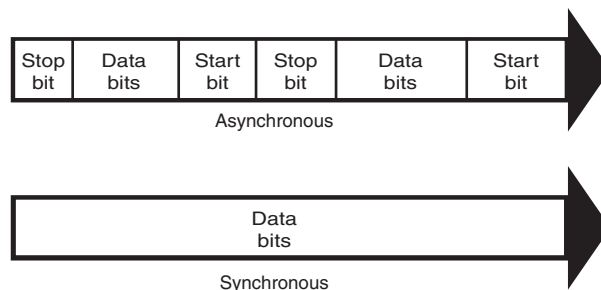 Stop bit
Data bits
Start bit
Stop bit
Data bits
Start bit
Asynchronous
Data bits
Synchronous